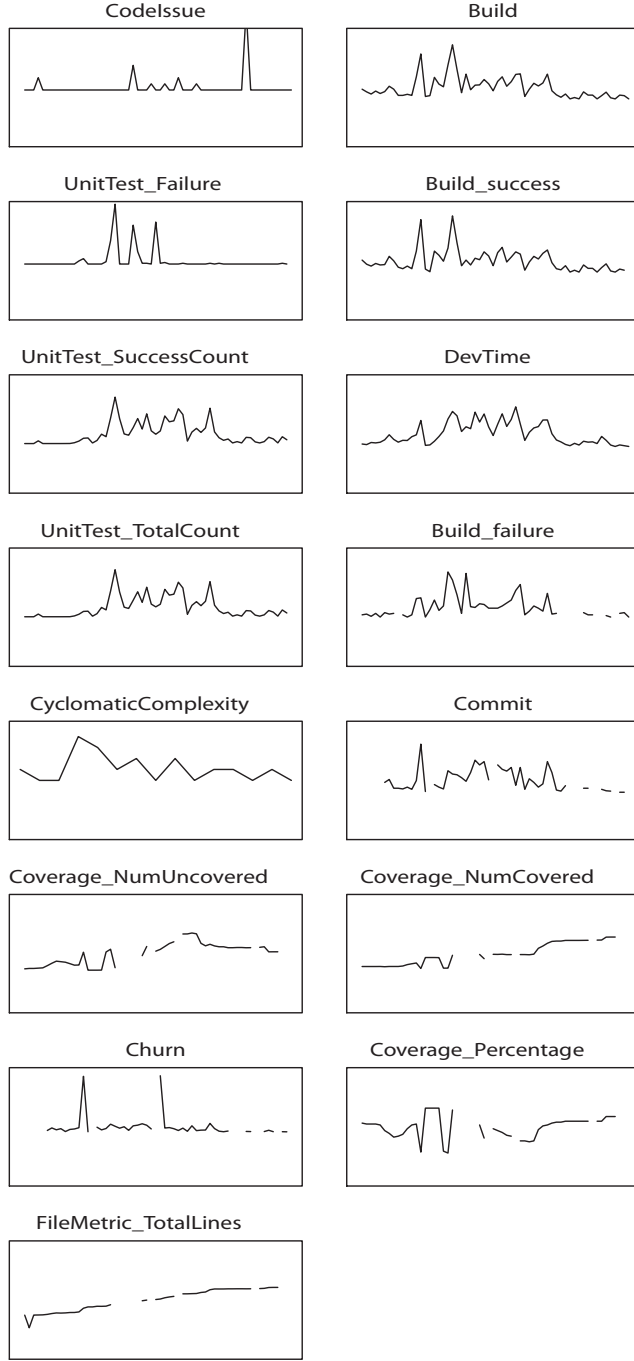 CodeIssue
Build
UnitTest_Failure
Build_success
UnitTest_SuccessCount
DevTime
UnitTest_TotalCount
Build_failure
CyclomaticComplexity
Commit
Coverage_NumUncovered
Coverage_NumCovered
Churn
Coverage_Percentage
FileMetric_TotalLines